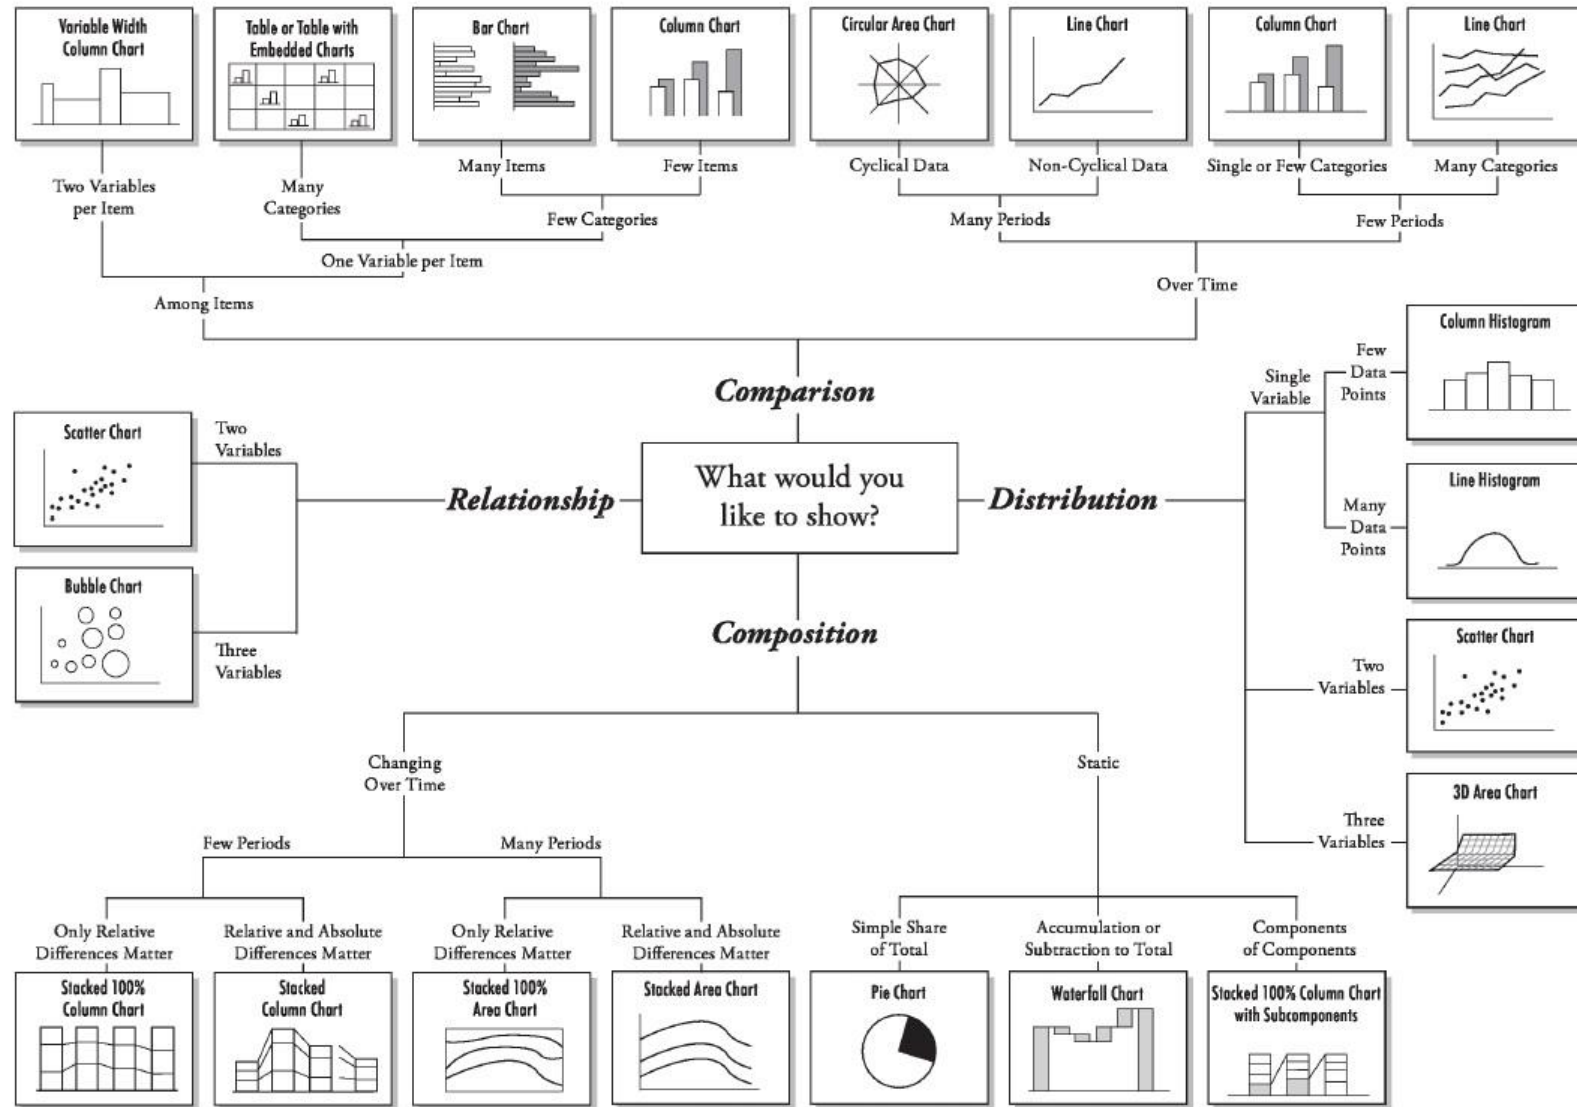 Variable Width
Column Chart
Table or Table with
Embedded Charts
Bar Chart
Column Chart
Circular Area Chart
Line Chart
Column Chart
Line Chart
Two Variables
per Item
Many
Categories
Many Items
Few Items
Cyclical Data
Non-Cyclical Data
Single or Few Categories
Many Categories
Few Categories
Many Periods
Few Periods
One Variable per Item
Among Items
Over Time
Comparison
What would you
like to show?
Relationship
Two
Variables
Scatter Chart
Three
Variables
Bubble Chart
Distribution
Single
Variable
Few
Data
Points
Column Histogram
Many
Data
Points
Line Histogram
Two
Variables
Scatter Chart
Three
Variables
3D Area Chart
Composition
Changing
Over Time
Static
Few Periods
Many Periods
Only Relative
Differences Matter
Relative and Absolute
Differences Matter
Only Relative
Differences Matter
Relative and Absolute
Differences Matter
Simple Share
of Total
Accumulation or
Subtraction to Total
Components
of Components
Stacked 100%
Column Chart
Stacked
Column Chart
Stacked 100%
Area Chart
Stacked Area Chart
Pie Chart
Waterfall Chart
Stacked 100% Column Chart
with Subcomponents